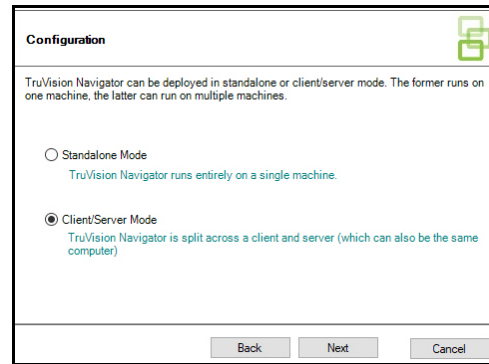 Configuration
TruVision Navigator can be deployed in standalone or client/server mode. The former runs on
one machine, the latter can run on multiple machines.
Standalone Mode
TruVision Navigator runs entirely on a single machine.
Client/Server Mode
TruVision Navigator is split across a client and server (which can also be the same
computer)
Back Next Cancel